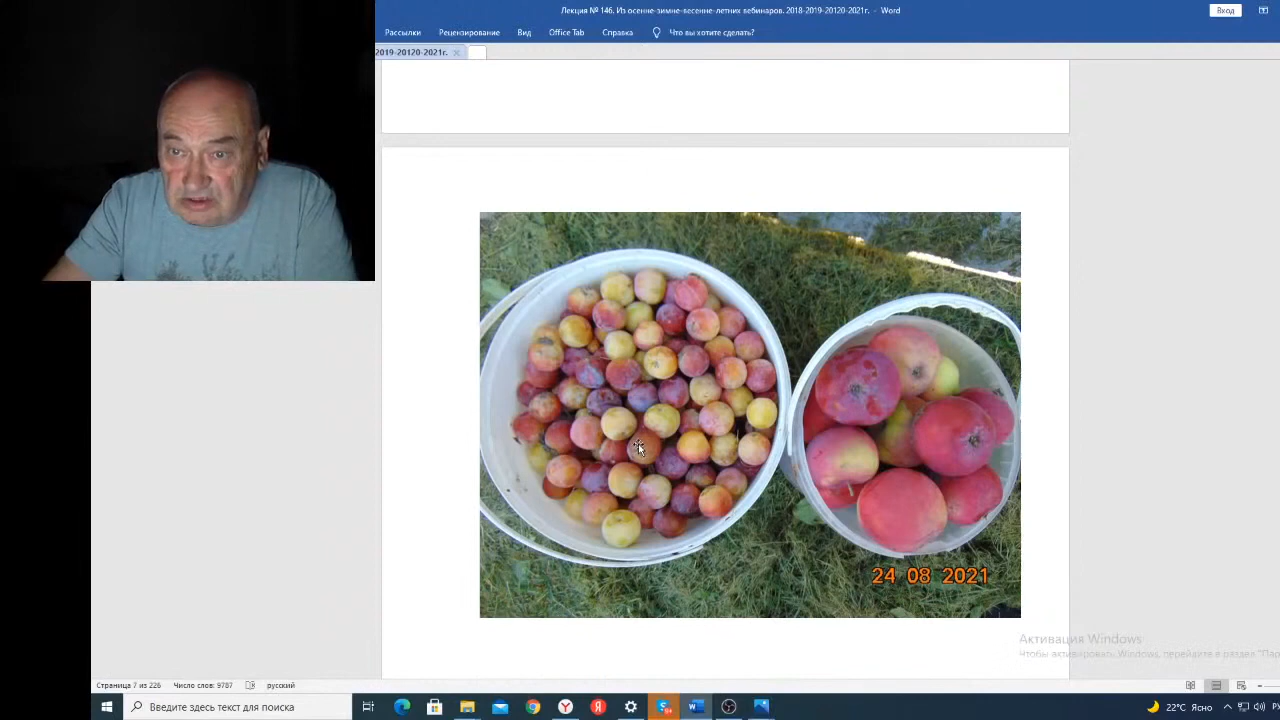 Лекция № 146. Из осенне-зимне-весенне-летних вебинаров. 2018-2019-20120-2021г. - Word
Вход
Рассылки Рецензирование Вид Office Tab Справка Что вы хотите сделать?
2019-20120-2021г.
24 08 2021
Активация Windows
Чтобы активировать Windows, перейдите в раздел "Пар
Страница 7 из 226 Число слов: 9787 русский
Введите здесь текст для поиска
22°C Ясно